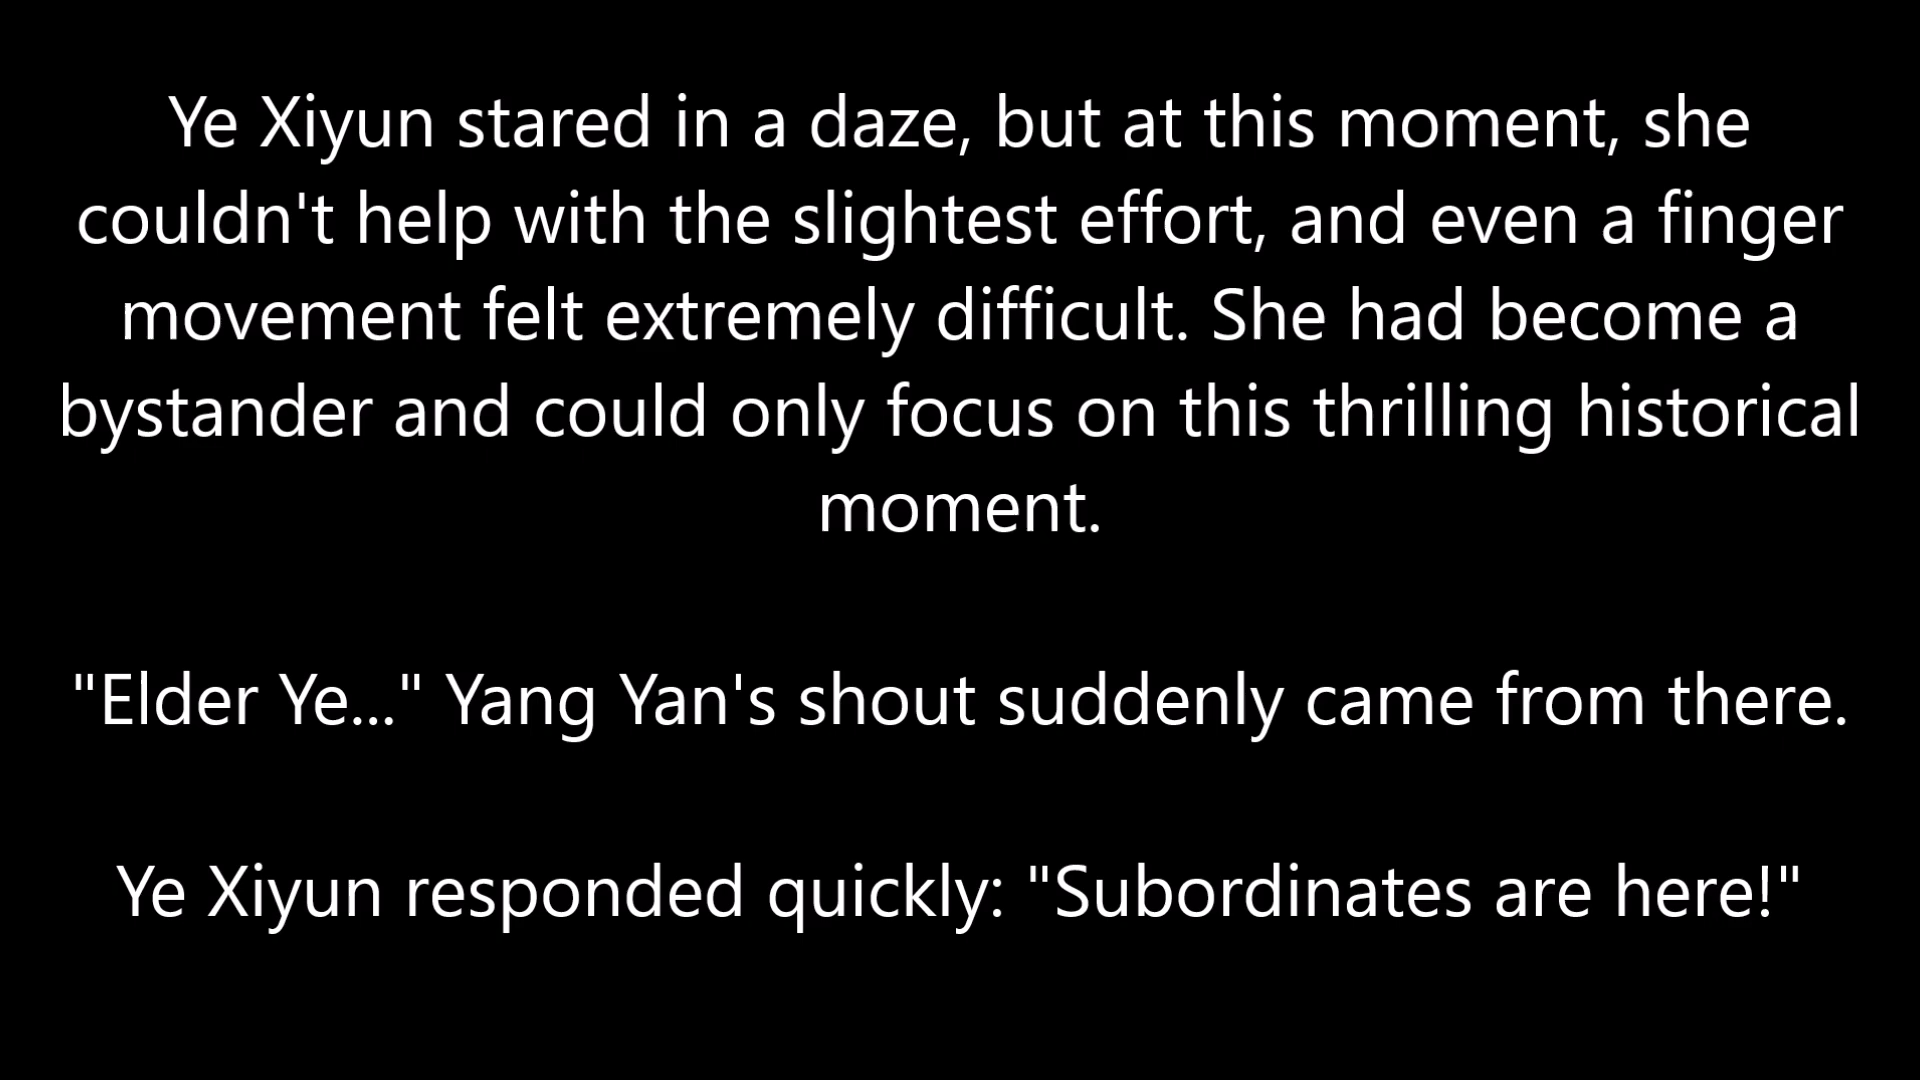 Ye Xiyun stared in a daze, but at this moment, she
couldn't help with the slightest effort, and even a finger
movement felt extremely difficult. She had become a
bystander and could only focus on this thrilling historical
moment.
"Elder Ye..." Yang Yan's shout suddenly came from there.
Ye Xiyun responded quickly: "Subordinates are here!"